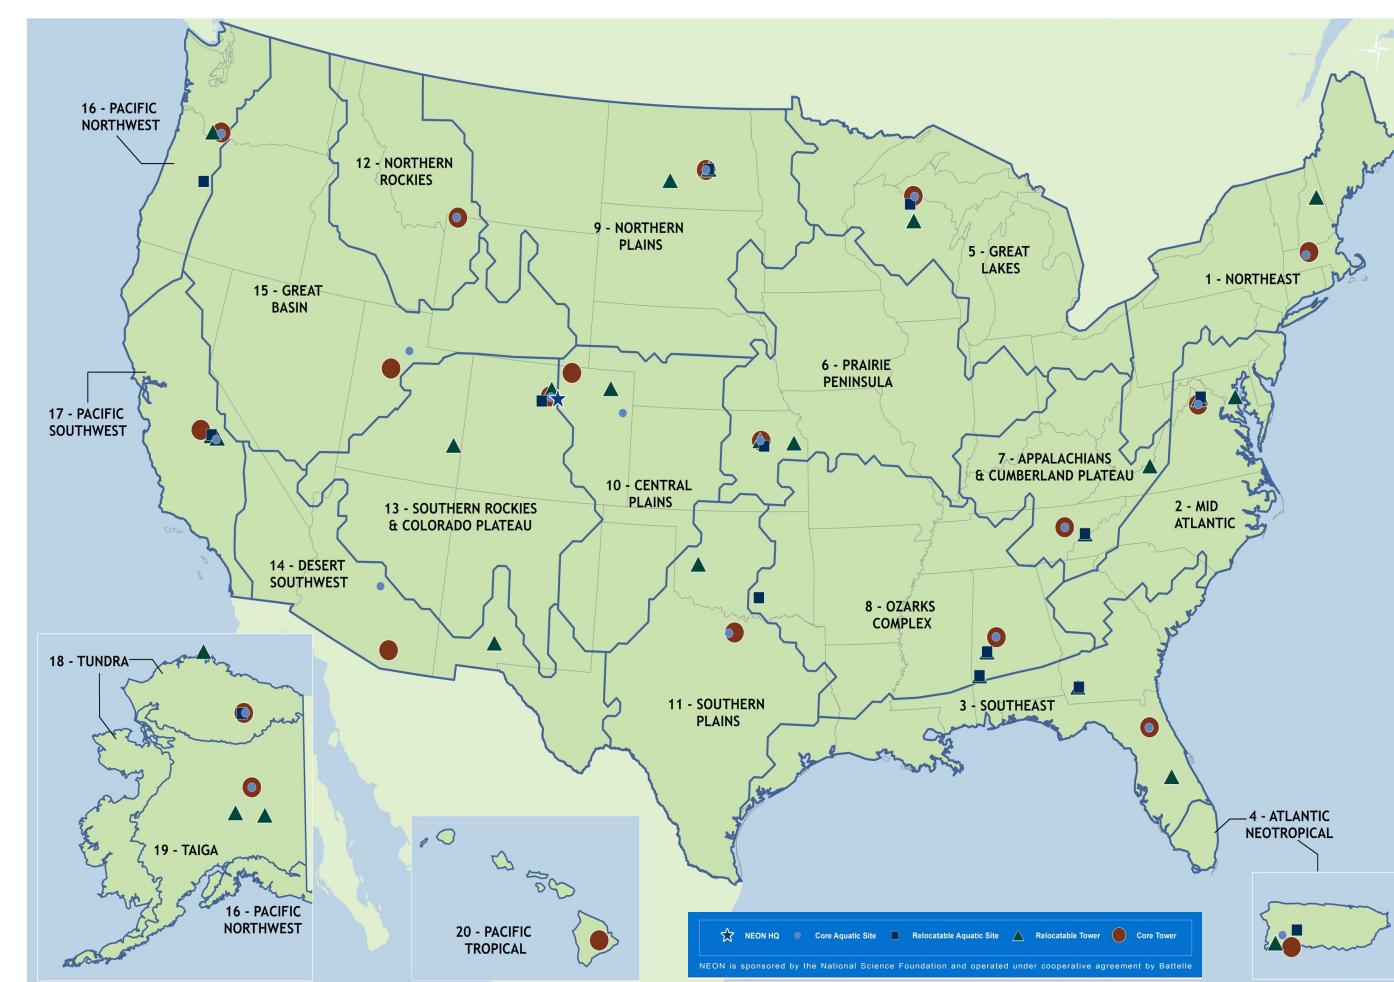 16 - PACIFIC
NORTHWEST
12 - NORTHERN
ROCKIES
9 - NORTHERN
PLAINS
5 - GREAT
LAKES
1 - NORTHEAST
15 - GREAT
BASIN
6 - PRAIRIE
PENINSULA
17 - PACIFIC
SOUTHWEST
7 - APPALACHIANS
& CUMBERLAND PLATEAU
10 - CENTRAL
PLAINS
13 - SOUTHERN ROCKIES
& COLORADO PLATEAU
2 - MID
ATLANTIC
14 - DESERT
SOUTHWEST
8 - OZARKS
COMPLEX
18 - TUNDRA
11 - SOUTHERN
PLAINS
3 - SOUTHEAST
4 - ATLANTIC
NEOTROPICAL
19 - TAIGA
16 - PACIFIC
NORTHWEST
20 - PACIFIC
TROPICAL
NEON HQ Core Aquatic Site Relocatable Aquatic Site Relocatable Tower Core Tower
NEON is sponsored by the National Science Foundation and operated under cooperative agreement by Battelle